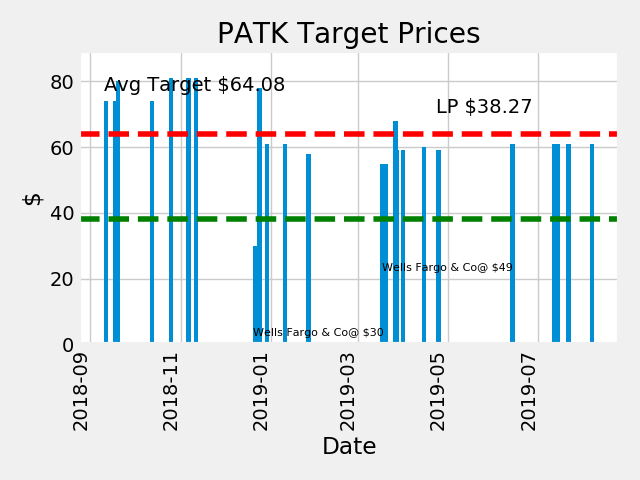 PATK Target Prices
Avg Target $64.08
LP $38.27
Wells Fargo & Co@ $49
Wells Fargo & Co@ $30
$
80
60
40
20
0
2018-09
2018-11
2019-01
2019-03
2019-05
2019-07
Date